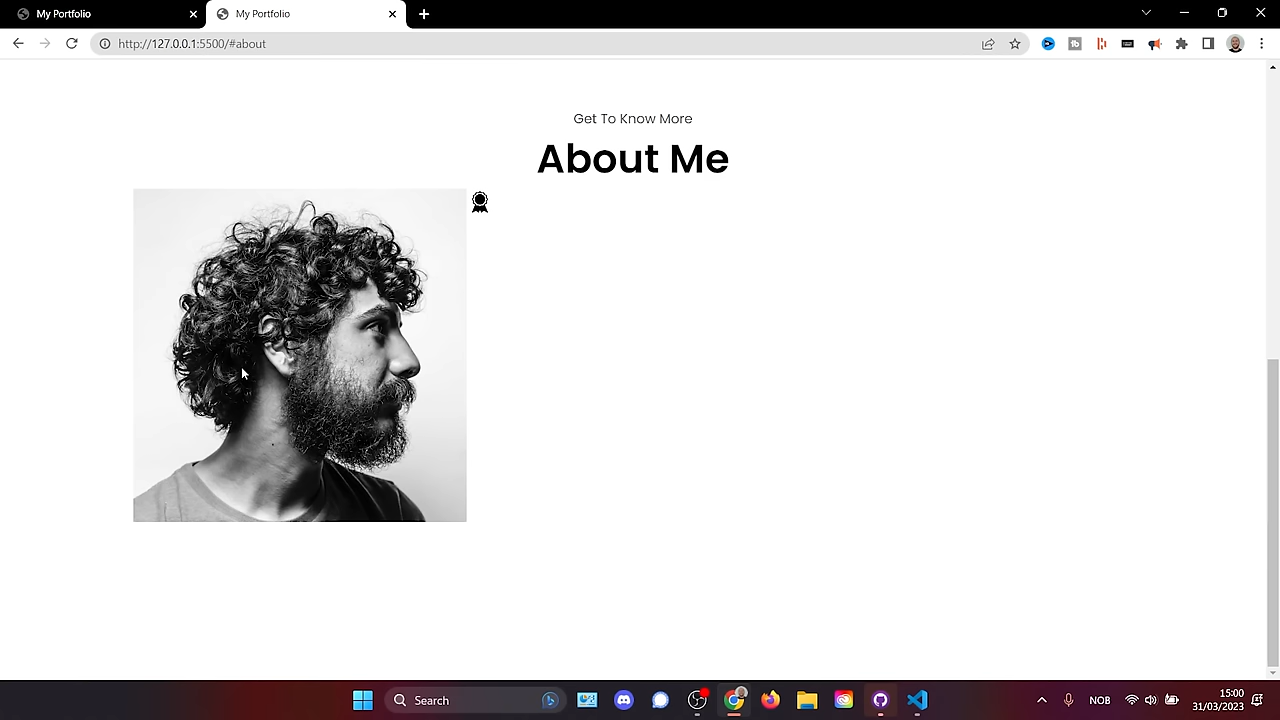 My Portfolio
My Portfolio
http://127.0.0.1:5500/#about
Get To Know More
About Me
Search
NOB
15:00
31/03/2023